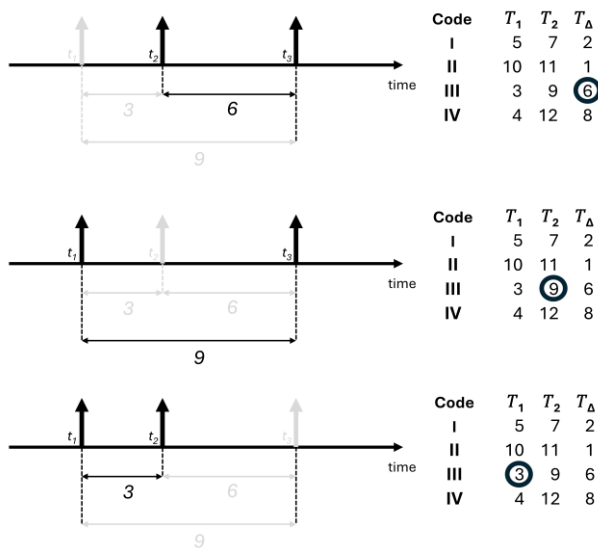 Code T₁ T₂ T_Δ
t₁ t₂ t₃
I 5 7 2
II 10 11 1
time
III 3 9 6
3 6
IV 4 12 8
9
Code T₁ T₂ T_Δ
I 5 7 2
t₁ t₂ t₃
II 10 11 1
time
III 3 9 6
3 6
IV 4 12 8
9
Code T₁ T₂ T_Δ
I 5 7 2
t₁ t₂ t₃
II 10 11 1
time
III 3 9 6
3 6
IV 4 12 8
9